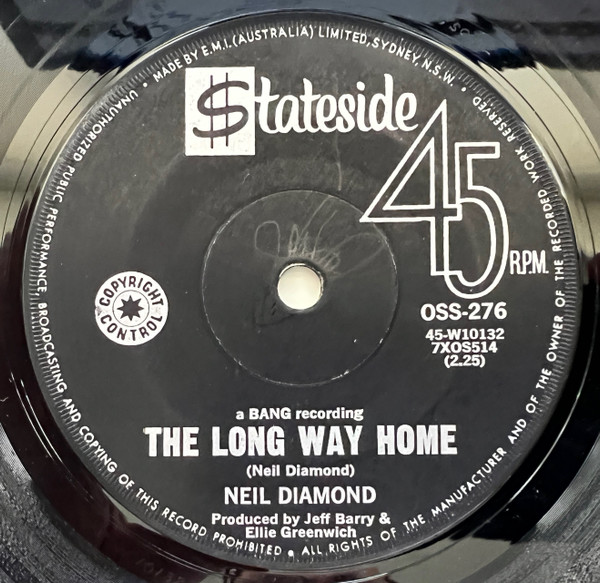 MADE BY E.M.I. (AUSTRALIA) LIMITED, SYDNEY, N.S.W. •
$tateside
45
R.P.M.
COPYRIGHT CONTROL
OSS-276
45-W10132
7XOS514
(2.25)
a BANG recording
THE LONG WAY HOME
(Neil Diamond)
NEIL DIAMOND
Produced by Jeff Barry &
Ellie Greenwich
UNAUTHORIZED PUBLIC PERFORMANCE, BROADCASTING AND COPYING OF THIS RECORD PROHIBITED • ALL RIGHTS OF THE MANUFACTURER AND OF THE OWNER OF THE RECORDED WORK RESERVED •